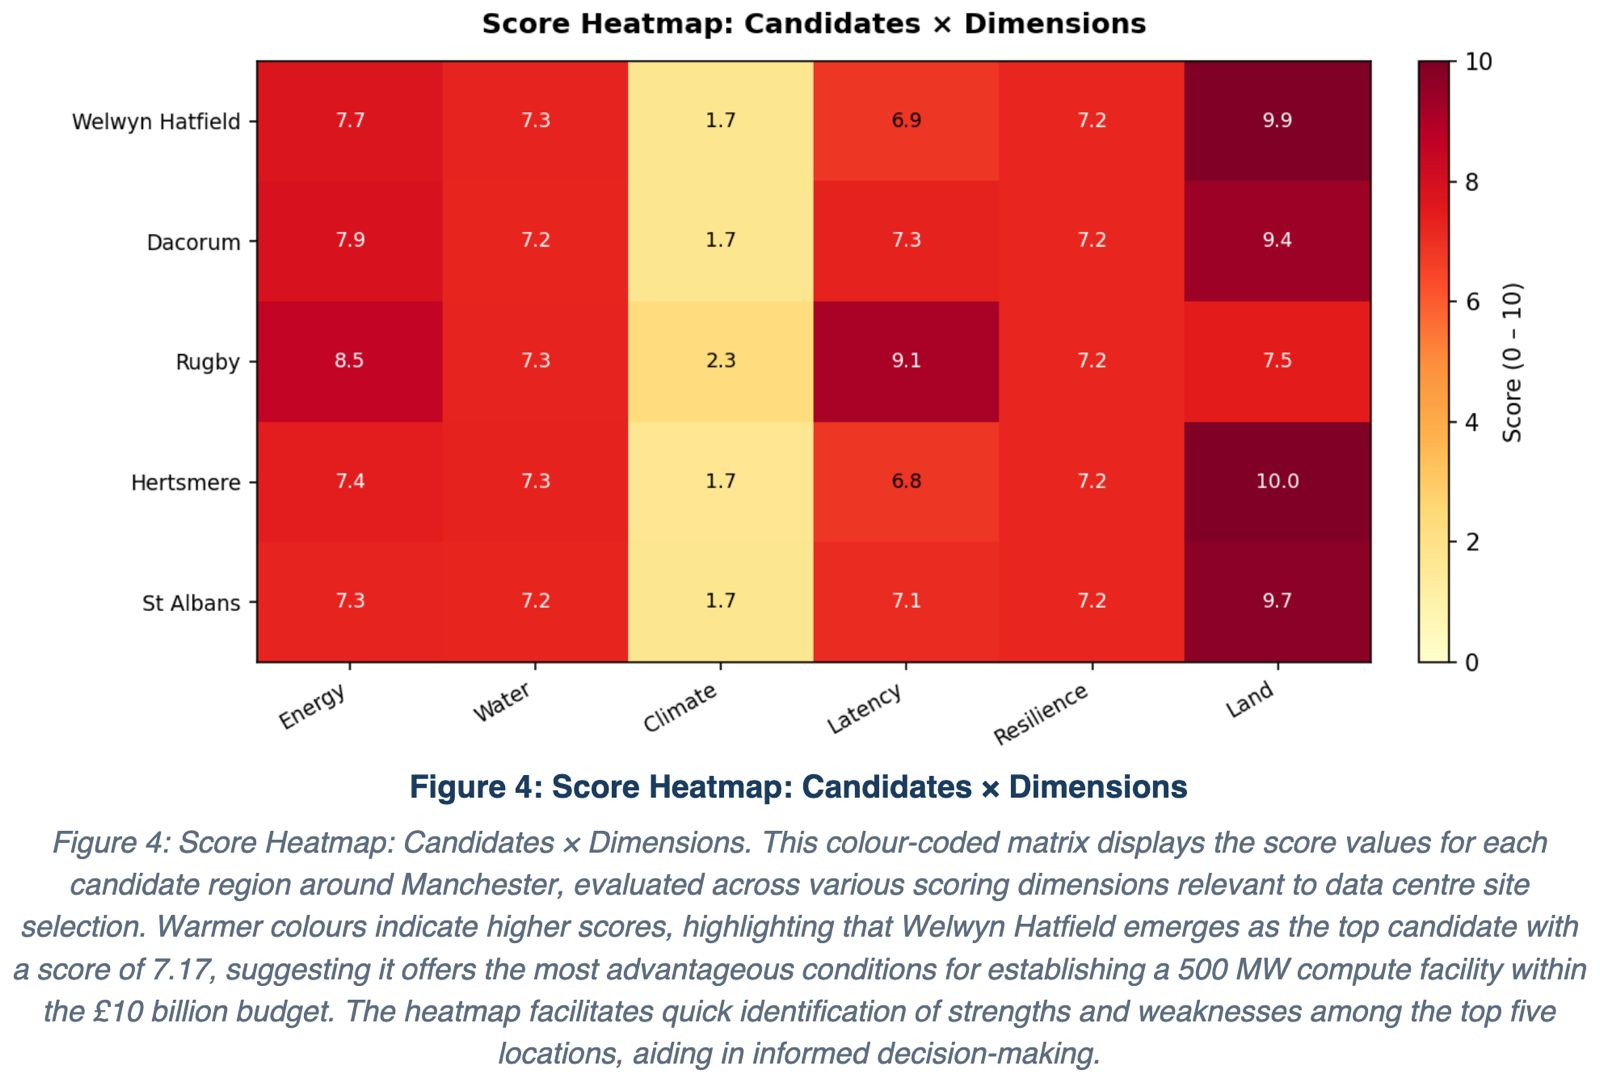 Score Heatmap: Candidates × Dimensions
Welwyn Hatfield 7.7 7.3 1.7 6.9 7.2 9.9
Dacorum 7.9 7.2 1.7 7.3 7.2 9.4
Rugby 8.5 7.3 2.3 9.1 7.2 7.5
Hertsmere 7.4 7.3 1.7 6.8 7.2 10.0
St Albans 7.3 7.2 1.7 7.1 7.2 9.7
Energy Water Climate Latency Resilience Land
10
8
6
4
2
0
Score (0 – 10)
Figure 4: Score Heatmap: Candidates × Dimensions
Figure 4: Score Heatmap: Candidates × Dimensions. This colour-coded matrix displays the score values for each
candidate region around Manchester, evaluated across various scoring dimensions relevant to data centre site
selection. Warmer colours indicate higher scores, highlighting that Welwyn Hatfield emerges as the top candidate with
a score of 7.17, suggesting it offers the most advantageous conditions for establishing a 500 MW compute facility within
the £10 billion budget. The heatmap facilitates quick identification of strengths and weaknesses among the top five
locations, aiding in informed decision-making.